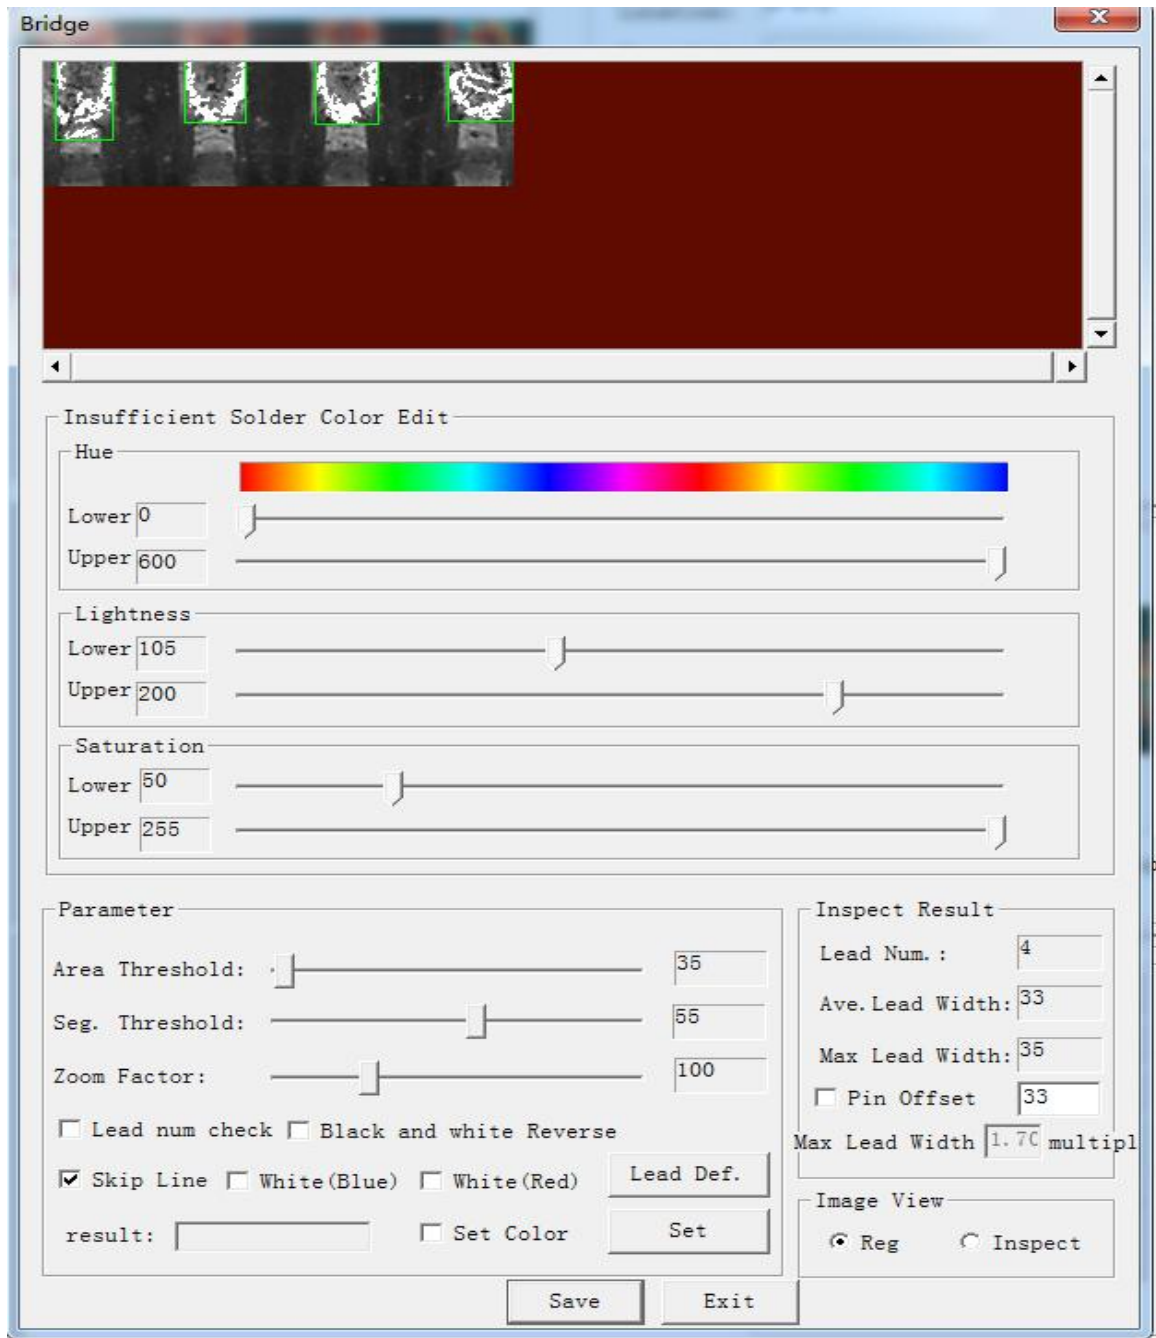 Bridge
Insufficient Solder Color Edit
Hue
Lower 0
Upper 600
Lightness
Lower 105
Upper 200
Saturation
Lower 50
Upper 255
Parameter
Area Threshold: 35
Seg. Threshold: 55
Zoom Factor: 100
Lead num check Black and white Reverse
Skip Line White(Blue) White(Red) Lead Def.
result: Set Color Set
Inspect Result
Lead Num.: 4
Ave.Lead Width: 33
Max Lead Width: 35
Pin Offset 33
Max Lead Width 1.70 multipl
Image View
Reg Inspect
Save Exit